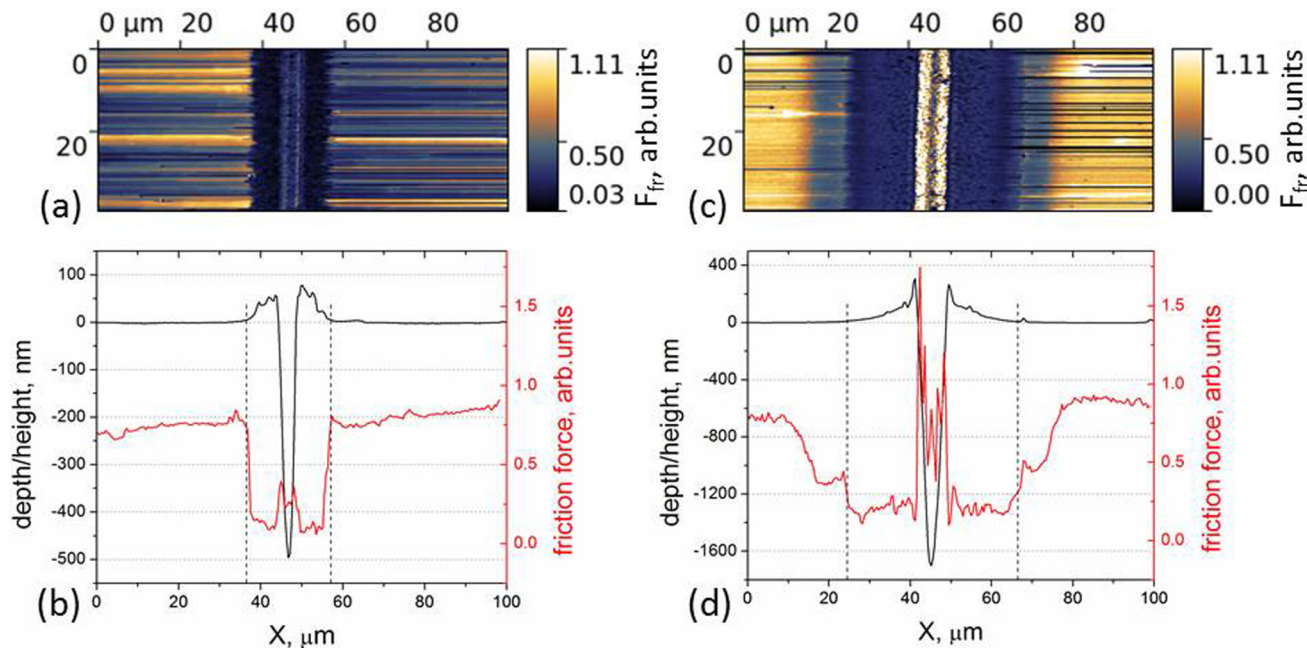 0 μm 20 40 60 80
0
20
1.11
0.50
0.03
F_fr, arb.units
(a)
0 μm 20 40 60 80
0
20
1.11
0.50
0.00
F_fr, arb.units
(c)
100
0
-100
-200
-300
-400
-500
depth/height, nm
1.5
1.0
0.5
0.0
friction force, arb.units
0 20 40 60 80 100
X, μm
(b)
400
0
-400
-800
-1200
-1600
depth/height, nm
1.5
1.0
0.5
0.0
friction force, arb.units
0 20 40 60 80 100
X, μm
(d)